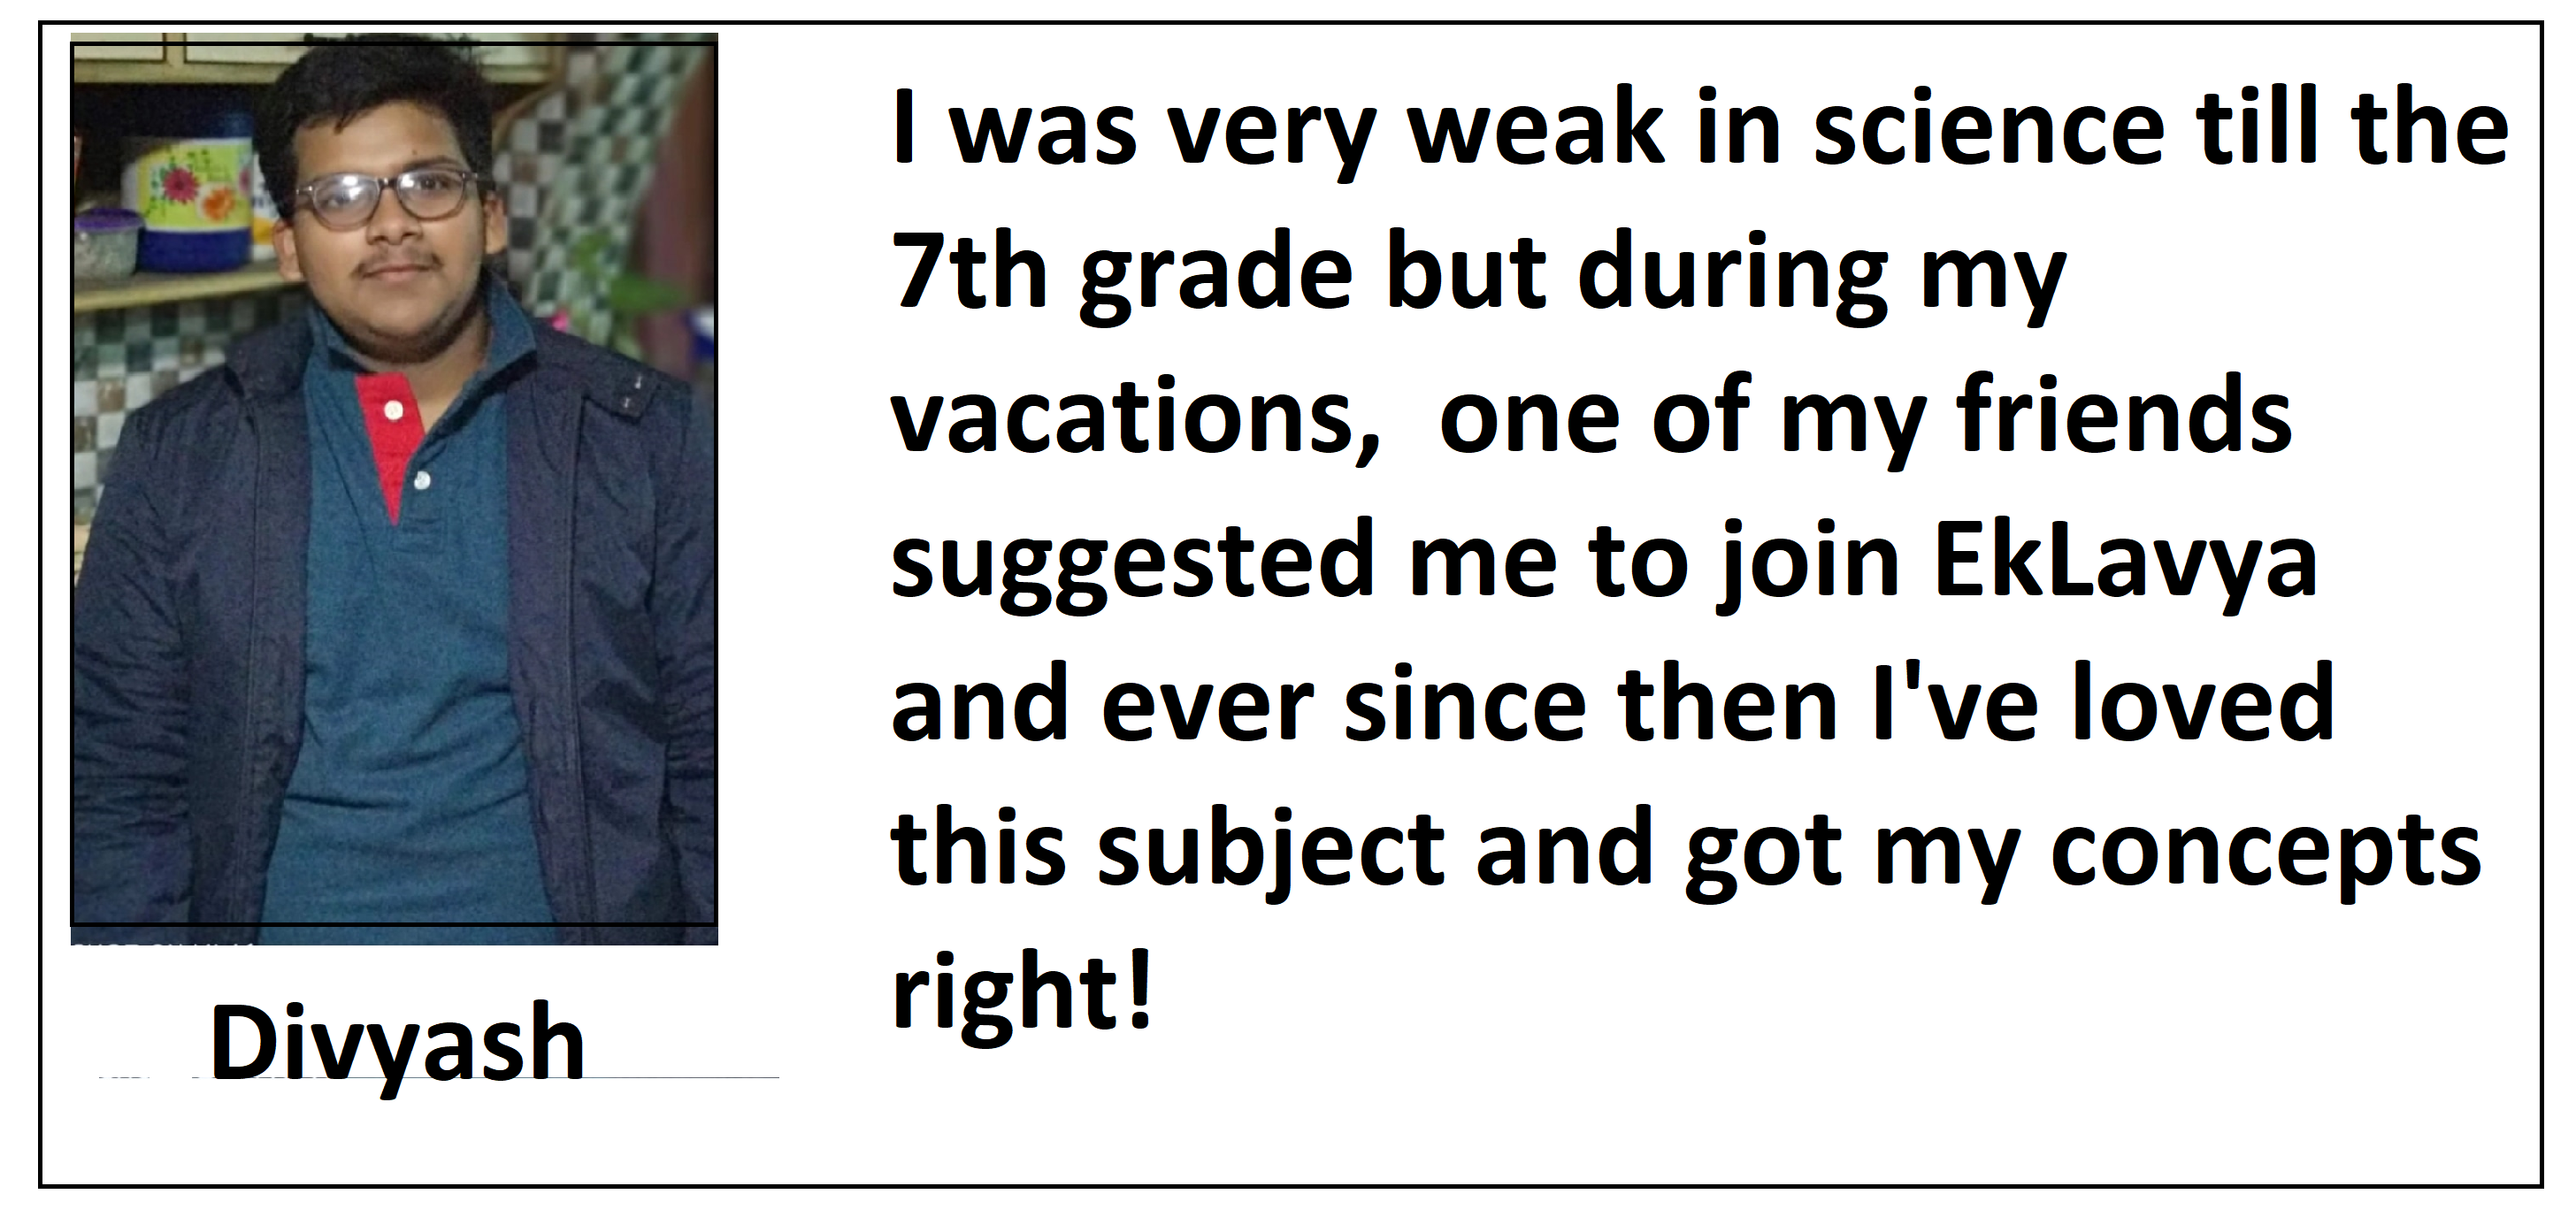 I was very weak in science till the
7th grade but during my
vacations,  one of my friends
suggested me to join EkLavya
and ever since then I've loved
this subject and got my concepts
right!
Divyash